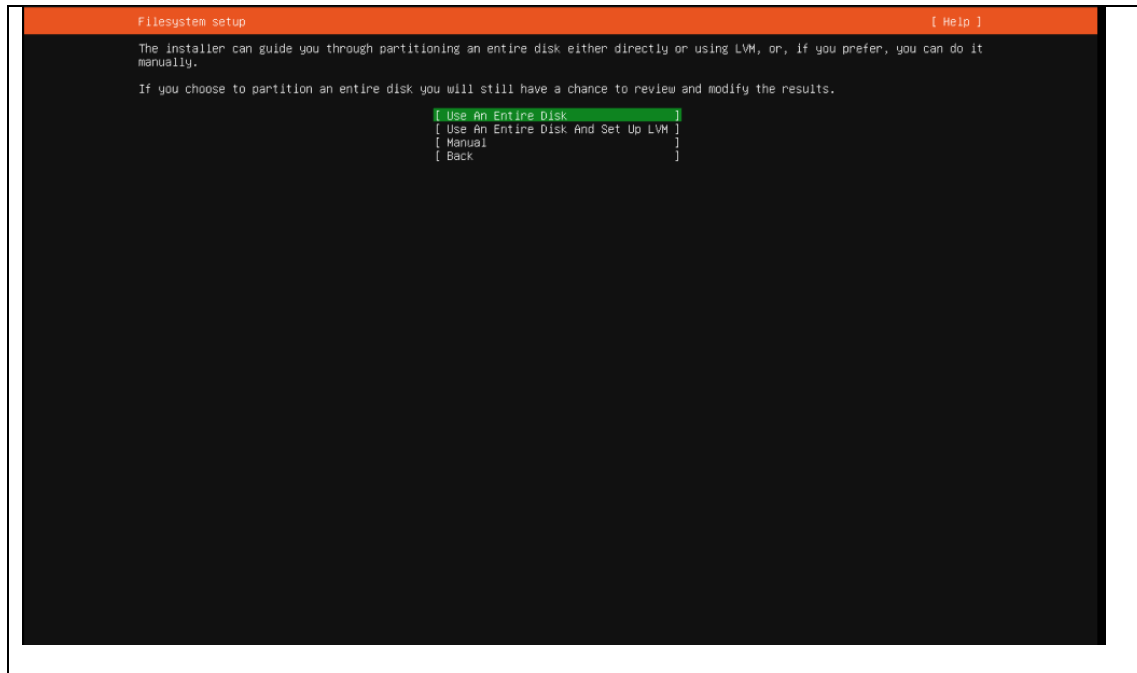 Filesystem setup [ Help ]
The installer can guide you through partitioning an entire disk either directly or using LVM, or, if you prefer, you can do it
manually.
If you choose to partition an entire disk you will still have a chance to review and modify the results.
[ Use An Entire Disk ]
[ Use An Entire Disk And Set Up LVM ]
[ Manual ]
[ Back ]